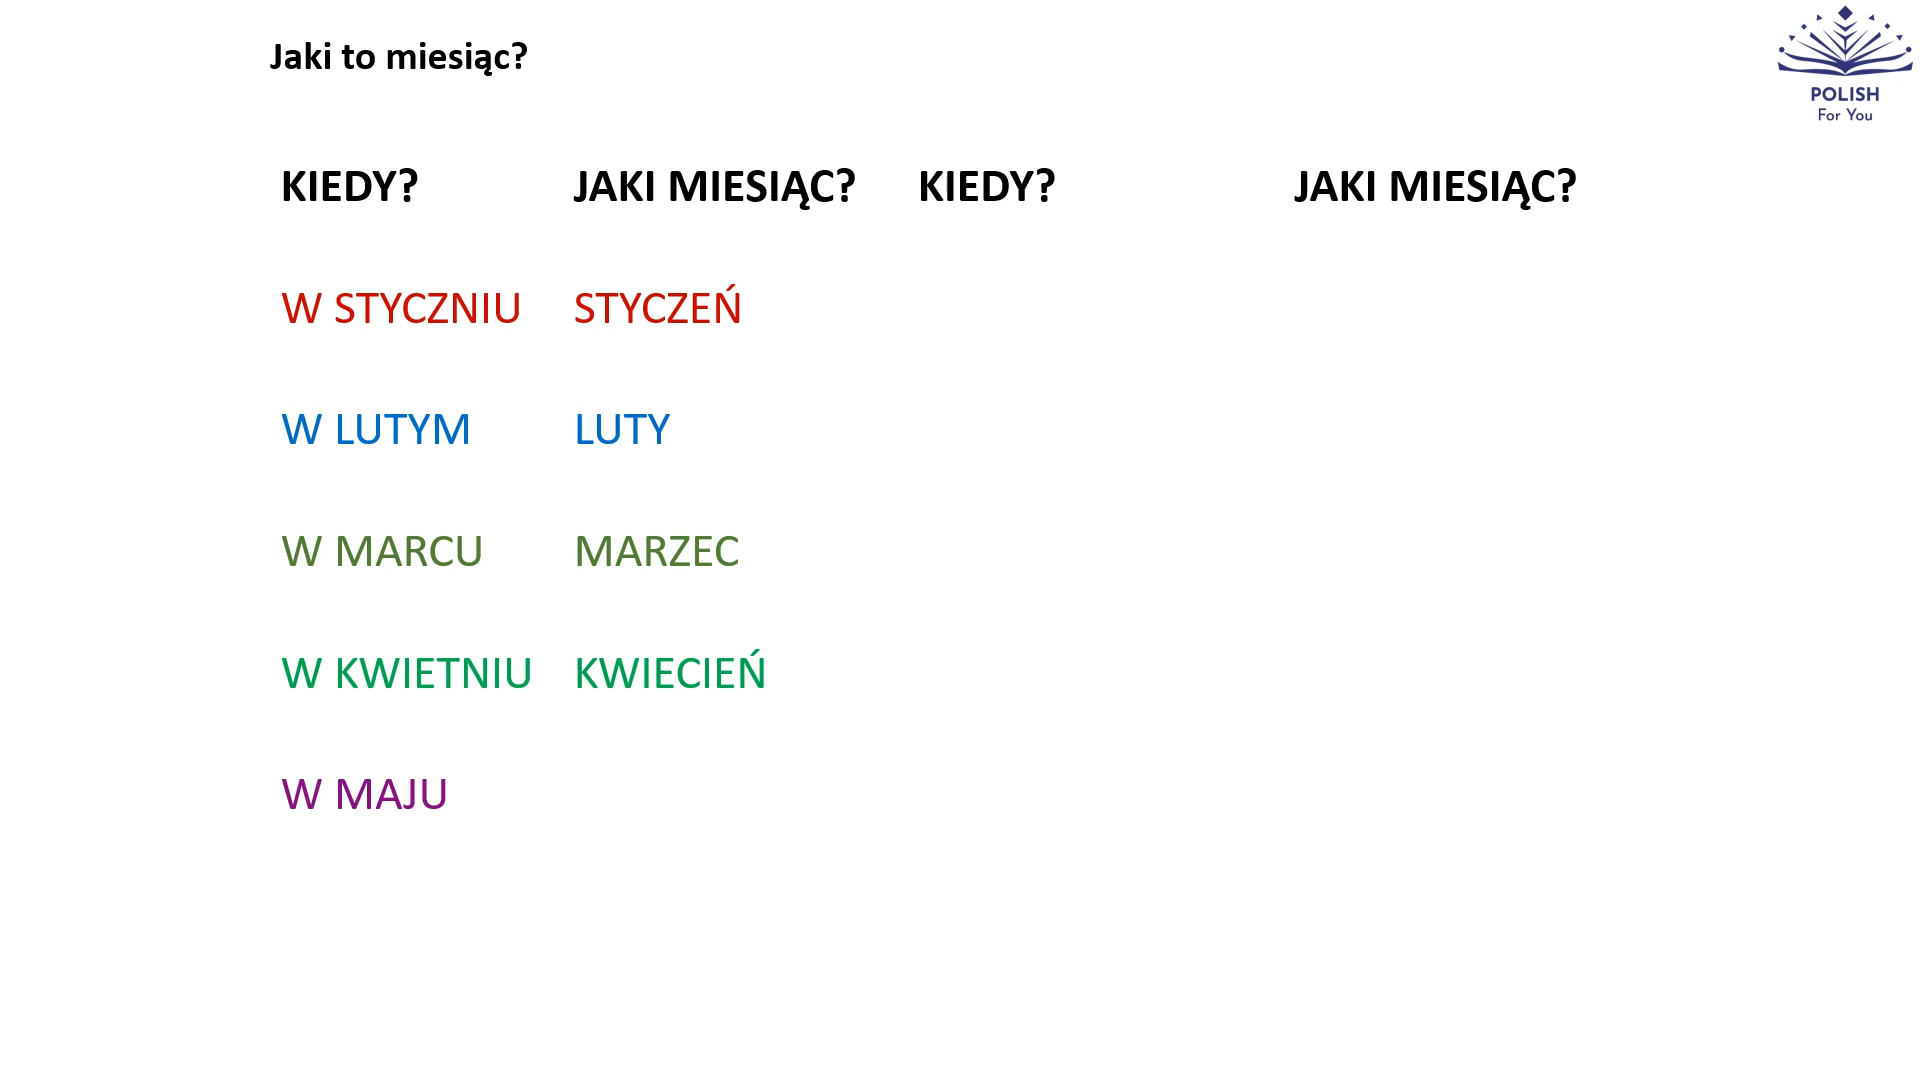 Jaki to miesiąc?
POLISH
For You
KIEDY? JAKI MIESIĄC? KIEDY? JAKI MIESIĄC?
W STYCZNIU STYCZEŃ
W LUTYM LUTY
W MARCU MARZEC
W KWIETNIU KWIECIEŃ
W MAJU